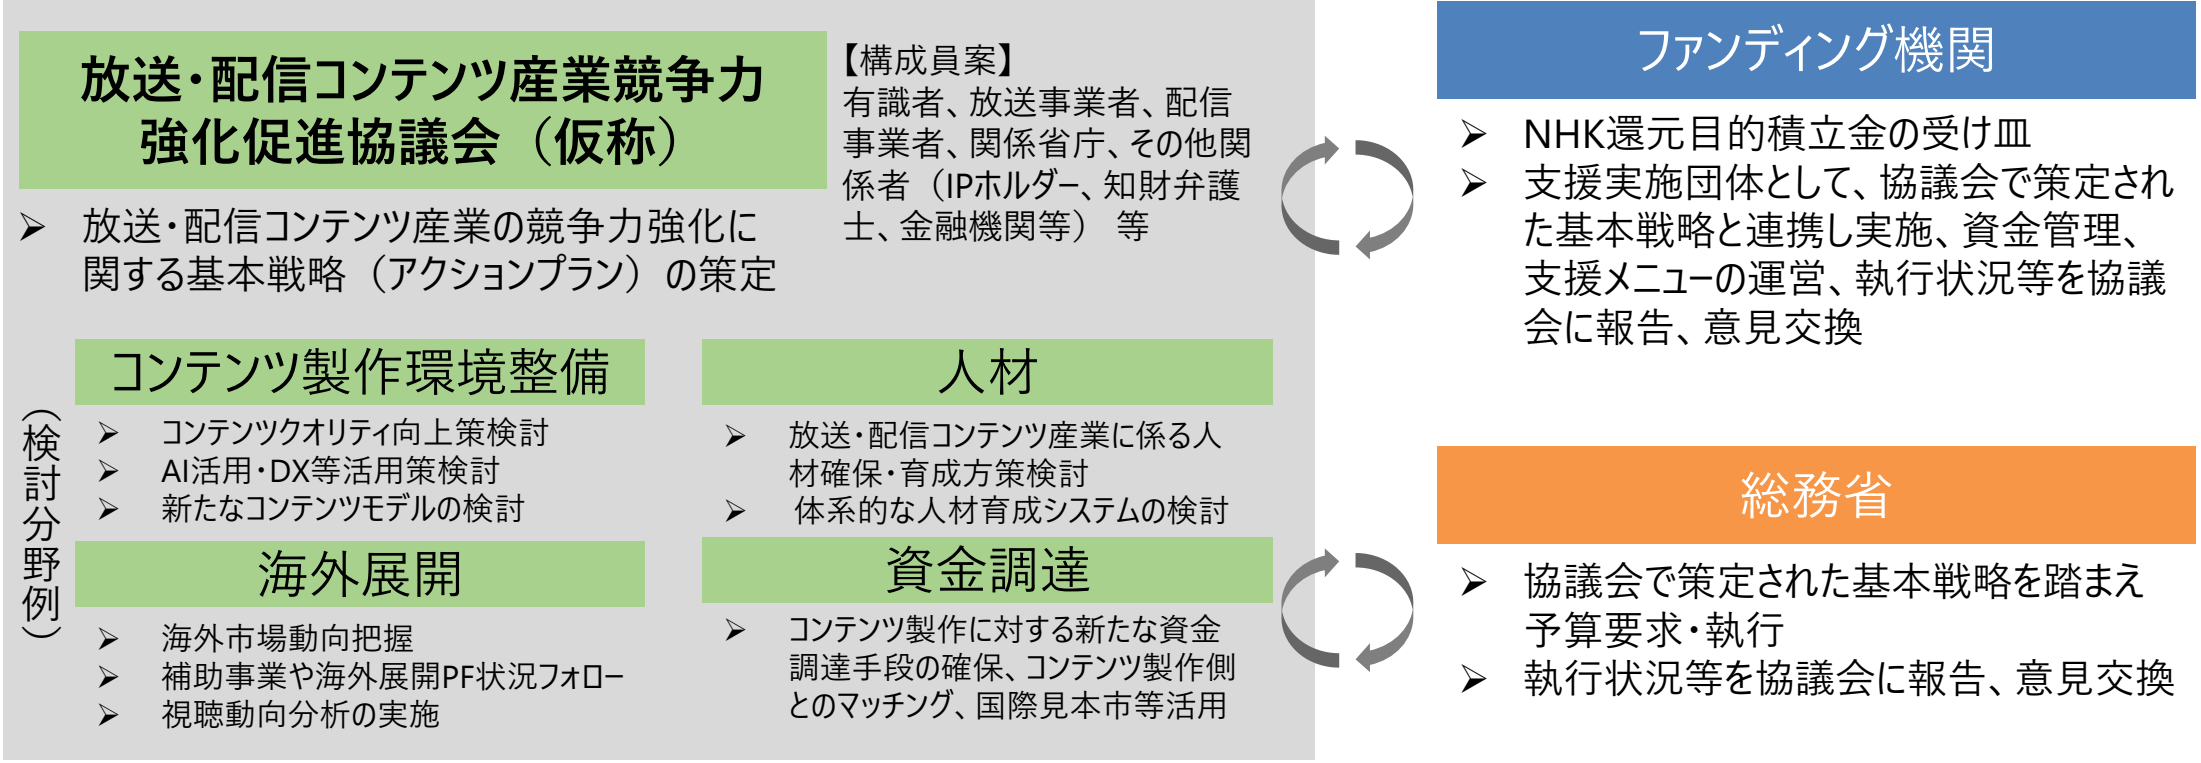 放送・配信コンテンツ産業競争力
強化促進協議会（仮称）
➢ 放送・配信コンテンツ産業の競争力強化に
関する基本戦略（アクションプラン）の策定
【構成員案】
有識者、放送事業者、配信
事業者、関係省庁、その他関
係者（IPホルダー、知財弁護
士、金融機関等） 等
（検討分野例）
コンテンツ製作環境整備
➢ コンテンツクオリティ向上策検討
➢ AI活用・DX等活用策検討
➢ 新たなコンテンツモデルの検討
人材
➢ 放送・配信コンテンツ産業に係る人
材確保・育成方策検討
➢ 体系的な人材育成システムの検討
海外展開
➢ 海外市場動向把握
➢ 補助事業や海外展開PF状況フォロー
➢ 視聴動向分析の実施
資金調達
➢ コンテンツ製作に対する新たな資金
調達手段の確保、コンテンツ製作側
とのマッチング、国際見本市等活用
ファンディング機関
➢ NHK還元目的積立金の受け皿
➢ 支援実施団体として、協議会で策定され
た基本戦略と連携し実施、資金管理、
支援メニューの運営、執行状況等を協議
会に報告、意見交換
総務省
➢ 協議会で策定された基本戦略を踏まえ
予算要求・執行
➢ 執行状況等を協議会に報告、意見交換